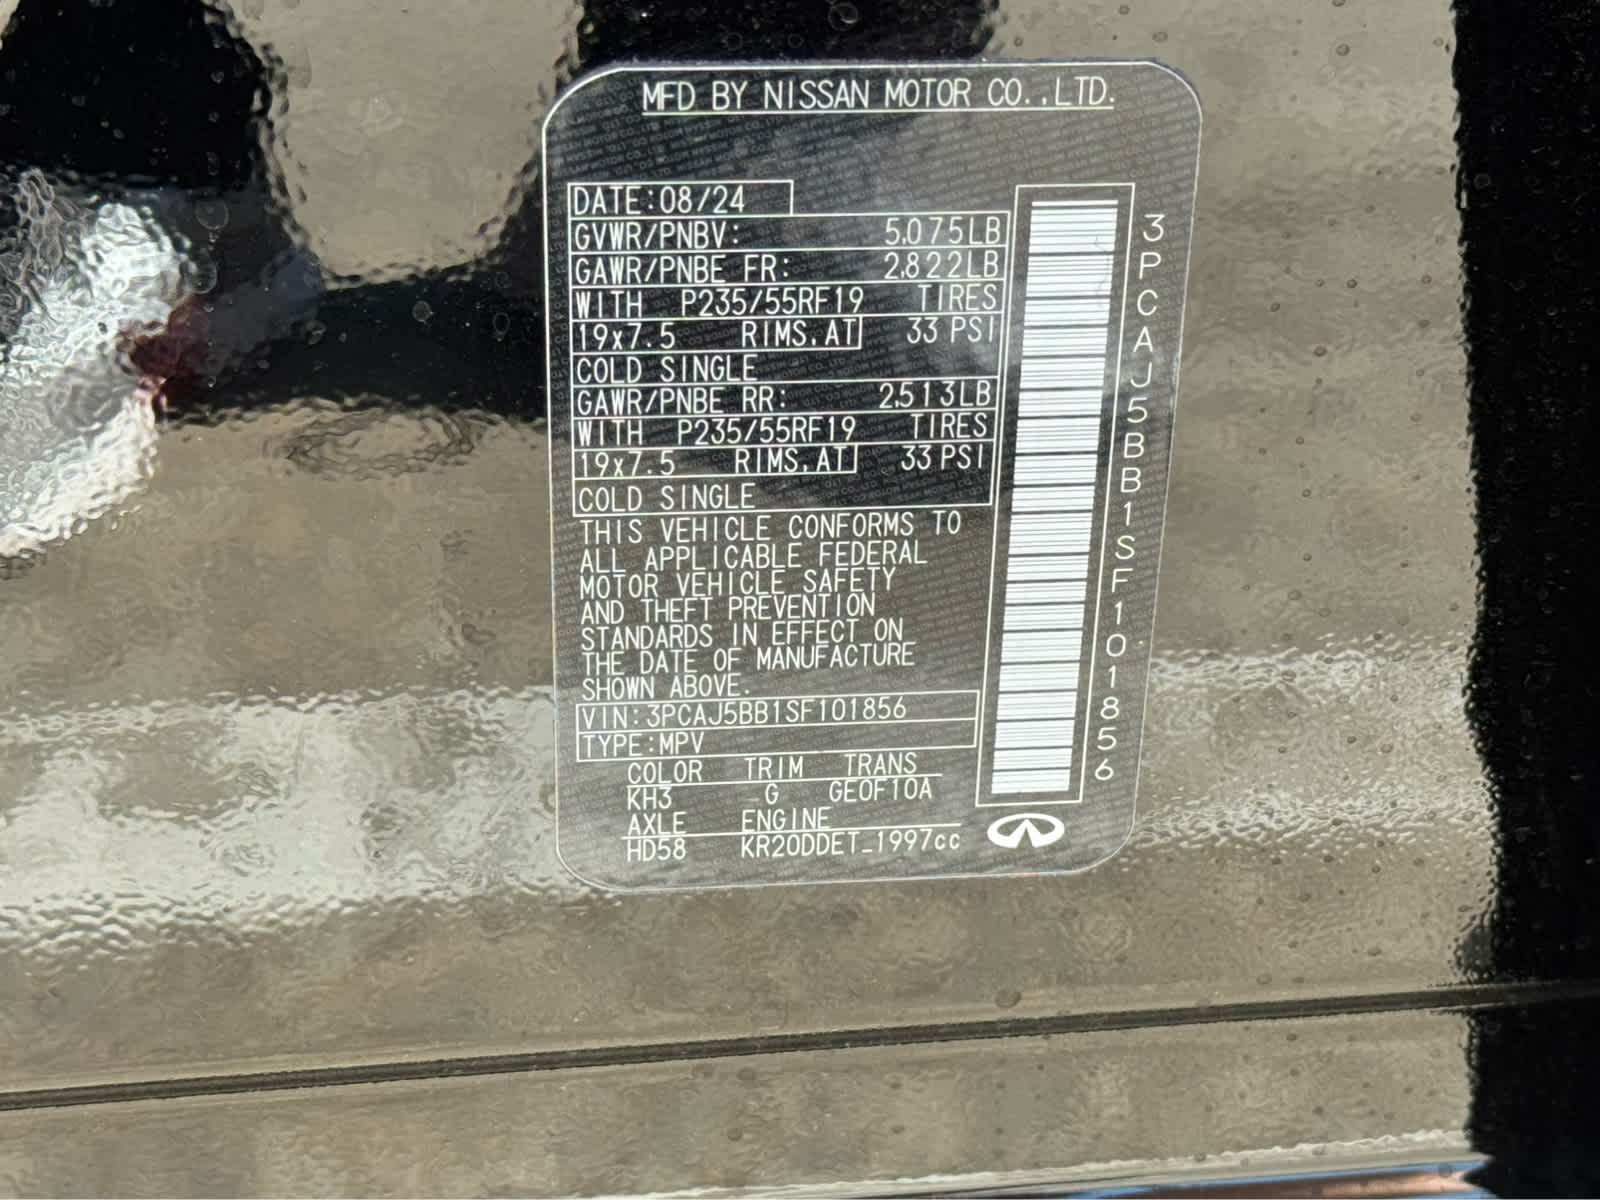 MFD BY NISSAN MOTOR CO.,LTD.
DATE:08/24
GVWR/PNBV: 5,075LB
GAWR/PNBE FR: 2,822LB
WITH P235/55RF19 TIRES
19x7.5 RIMS,AT 33 PSI
COLD SINGLE
GAWR/PNBE RR: 2,513LB
WITH P235/55RF19 TIRES
19x7.5 RIMS,AT 33 PSI
COLD SINGLE
THIS VEHICLE CONFORMS TO
ALL APPLICABLE FEDERAL
MOTOR VEHICLE SAFETY
AND THEFT PREVENTION
STANDARDS IN EFFECT ON
THE DATE OF MANUFACTURE
SHOWN ABOVE.
VIN:3PCAJ5BB1SF101856
TYPE:MPV
COLOR TRIM TRANS
KH3 G GE0F10A
AXLE ENGINE
HD58 KR20DDET_1997cc
3PCAJ5BB1SF101856